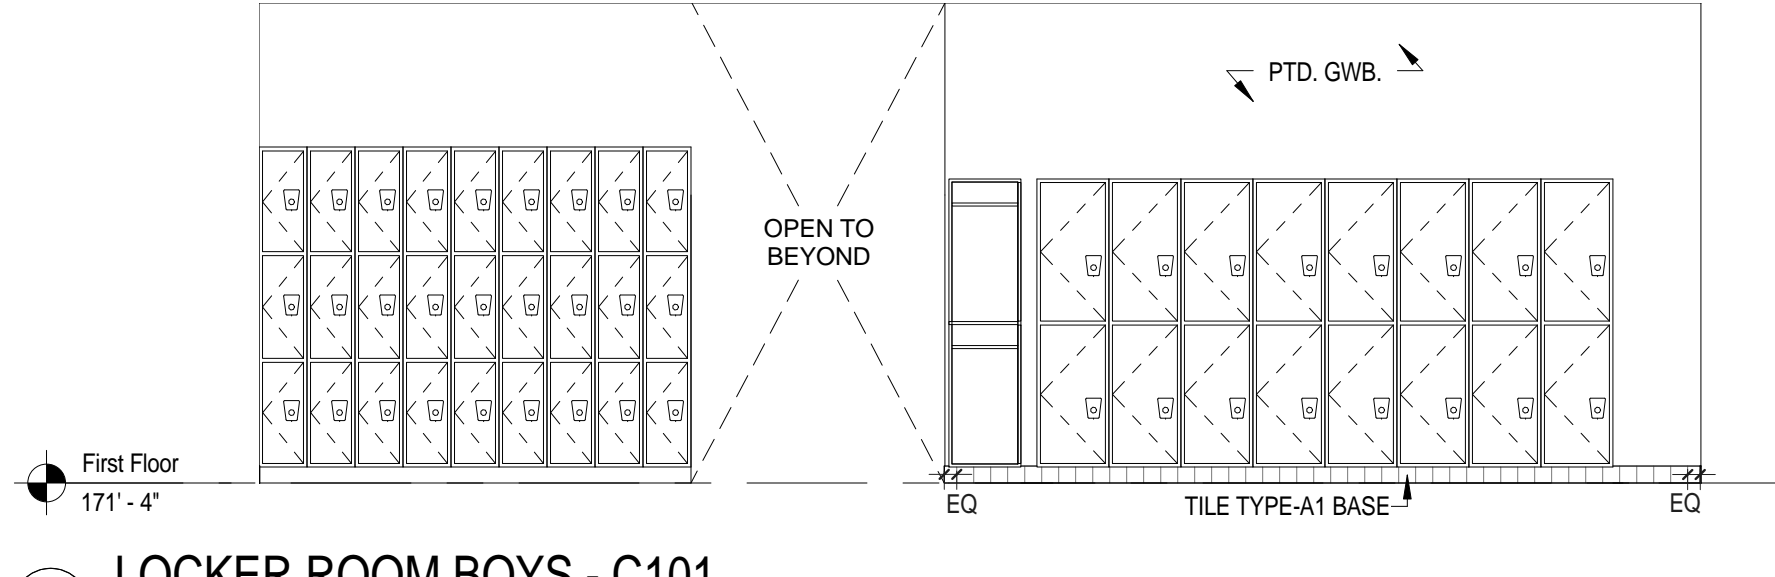 PTD. GWB.
OPEN TO
BEYOND
First Floor
171' - 4"
EQ
TILE TYPE-A1 BASE
EQ
LOCKER ROOM BOYS - C101